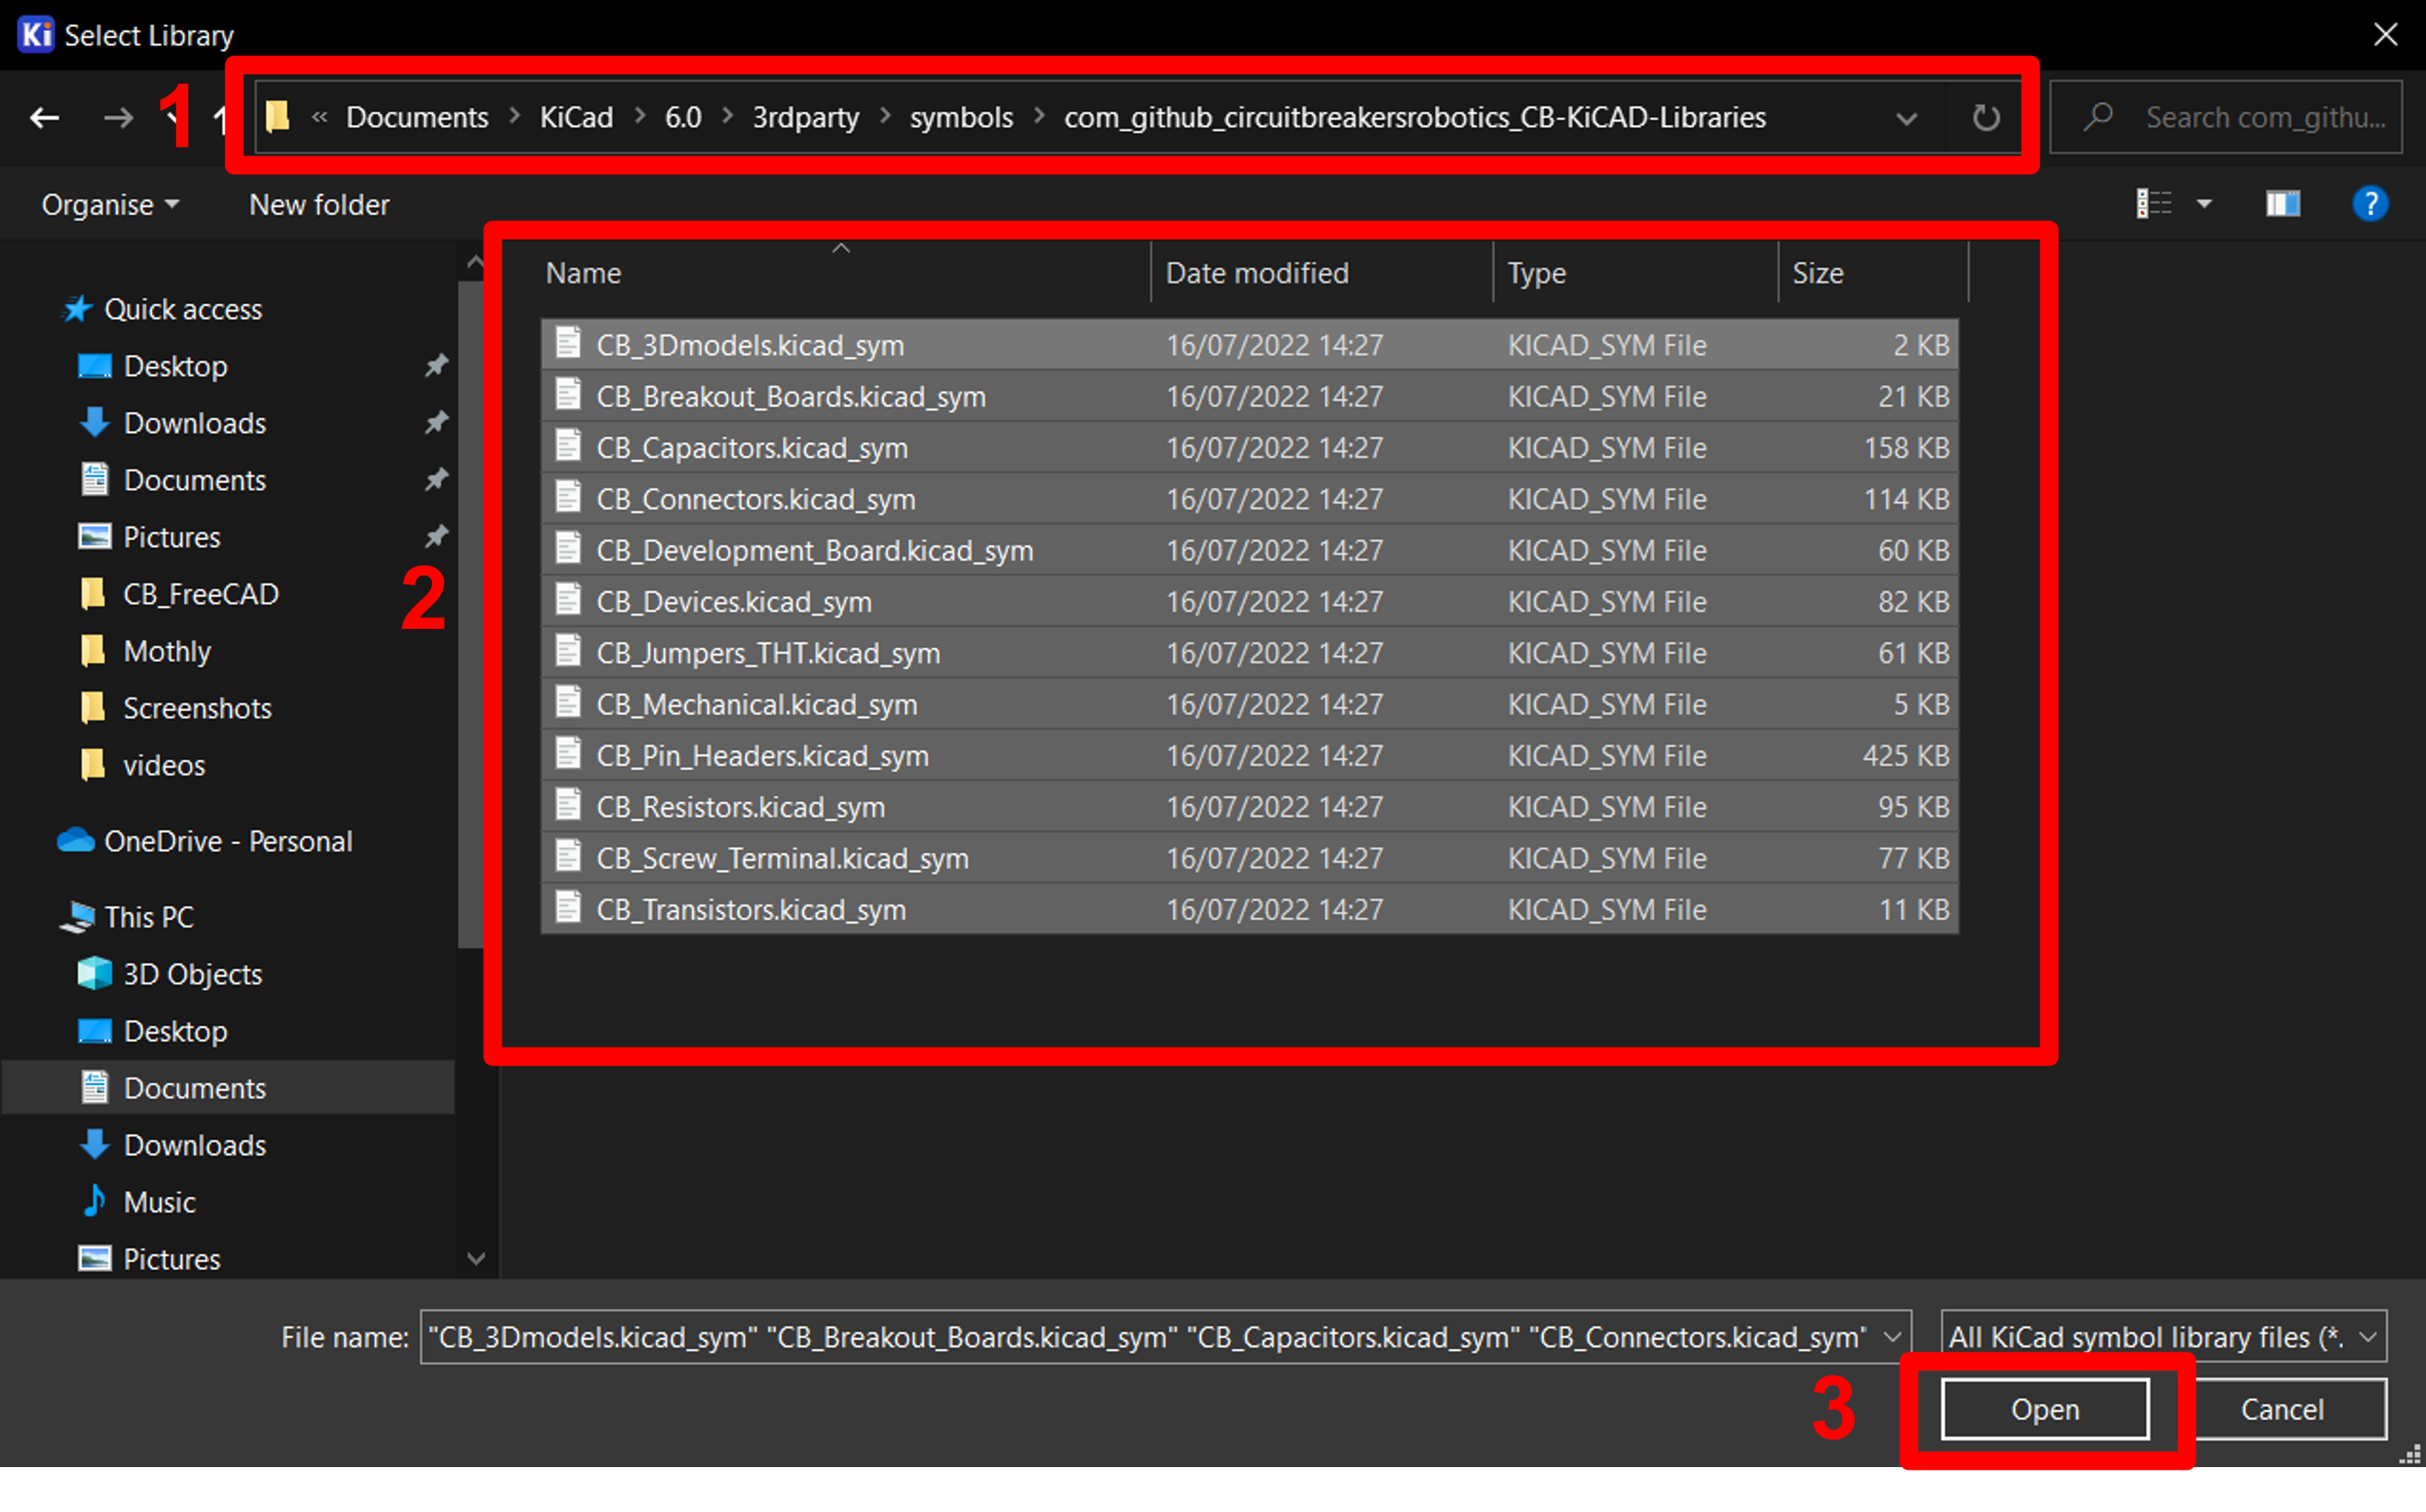 Ki Select Library
1 « Documents > KiCad > 6.0 > 3rdparty > symbols > com_github_circuitbreakersrobotics_CB-KiCAD-Libraries Search com_githu...
Organise New folder ?
Name Date modified Type Size
Quick access
Desktop
Downloads
Documents
Pictures
CB_FreeCAD
Mothly
Screenshots
videos
OneDrive - Personal
This PC
3D Objects
Desktop
Documents
Downloads
Music
Pictures
2
CB_3Dmodels.kicad_sym 16/07/2022 14:27 KICAD_SYM File 2 KB
CB_Breakout_Boards.kicad_sym 16/07/2022 14:27 KICAD_SYM File 21 KB
CB_Capacitors.kicad_sym 16/07/2022 14:27 KICAD_SYM File 158 KB
CB_Connectors.kicad_sym 16/07/2022 14:27 KICAD_SYM File 114 KB
CB_Development_Board.kicad_sym 16/07/2022 14:27 KICAD_SYM File 60 KB
CB_Devices.kicad_sym 16/07/2022 14:27 KICAD_SYM File 82 KB
CB_Jumpers_THT.kicad_sym 16/07/2022 14:27 KICAD_SYM File 61 KB
CB_Mechanical.kicad_sym 16/07/2022 14:27 KICAD_SYM File 5 KB
CB_Pin_Headers.kicad_sym 16/07/2022 14:27 KICAD_SYM File 425 KB
CB_Resistors.kicad_sym 16/07/2022 14:27 KICAD_SYM File 95 KB
CB_Screw_Terminal.kicad_sym 16/07/2022 14:27 KICAD_SYM File 77 KB
CB_Transistors.kicad_sym 16/07/2022 14:27 KICAD_SYM File 11 KB
File name: "CB_3Dmodels.kicad_sym" "CB_Breakout_Boards.kicad_sym" "CB_Capacitors.kicad_sym" "CB_Connectors.kicad_sym" All KiCad symbol library files (*.
3 Open Cancel